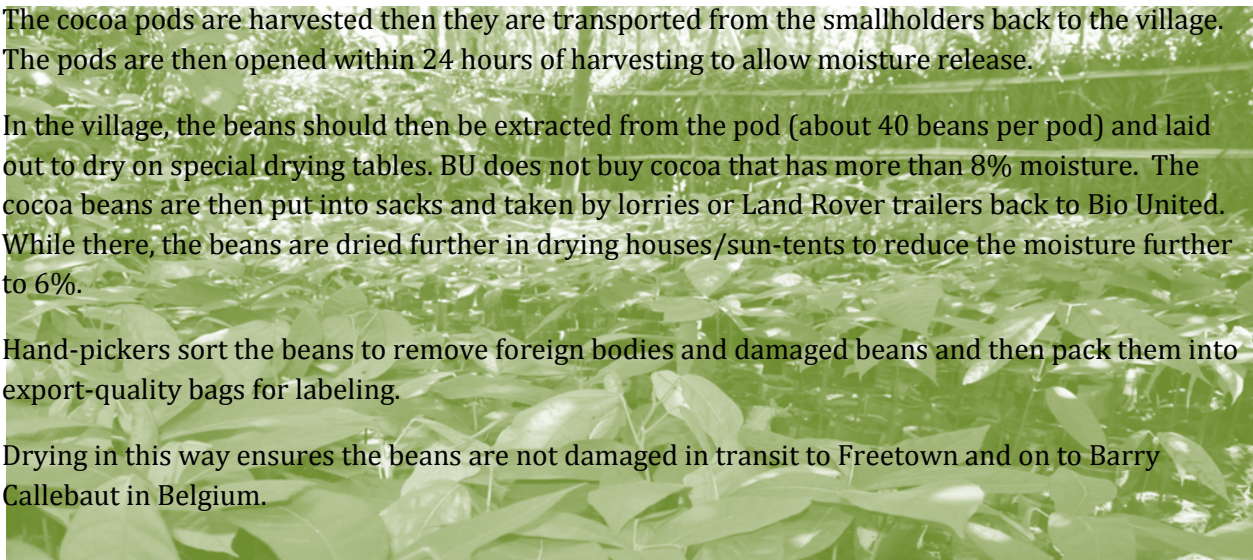 The cocoa pods are harvested then they are transported from the smallholders back to the village.
The pods are then opened within 24 hours of harvesting to allow moisture release.
In the village, the beans should then be extracted from the pod (about 40 beans per pod) and laid
out to dry on special drying tables. BU does not buy cocoa that has more than 8% moisture.  The
cocoa beans are then put into sacks and taken by lorries or Land Rover trailers back to Bio United.
While there, the beans are dried further in drying houses/sun-tents to reduce the moisture further
to 6%.
Hand-pickers sort the beans to remove foreign bodies and damaged beans and then pack them into
export-quality bags for labeling.
Drying in this way ensures the beans are not damaged in transit to Freetown and on to Barry
Callebaut in Belgium.